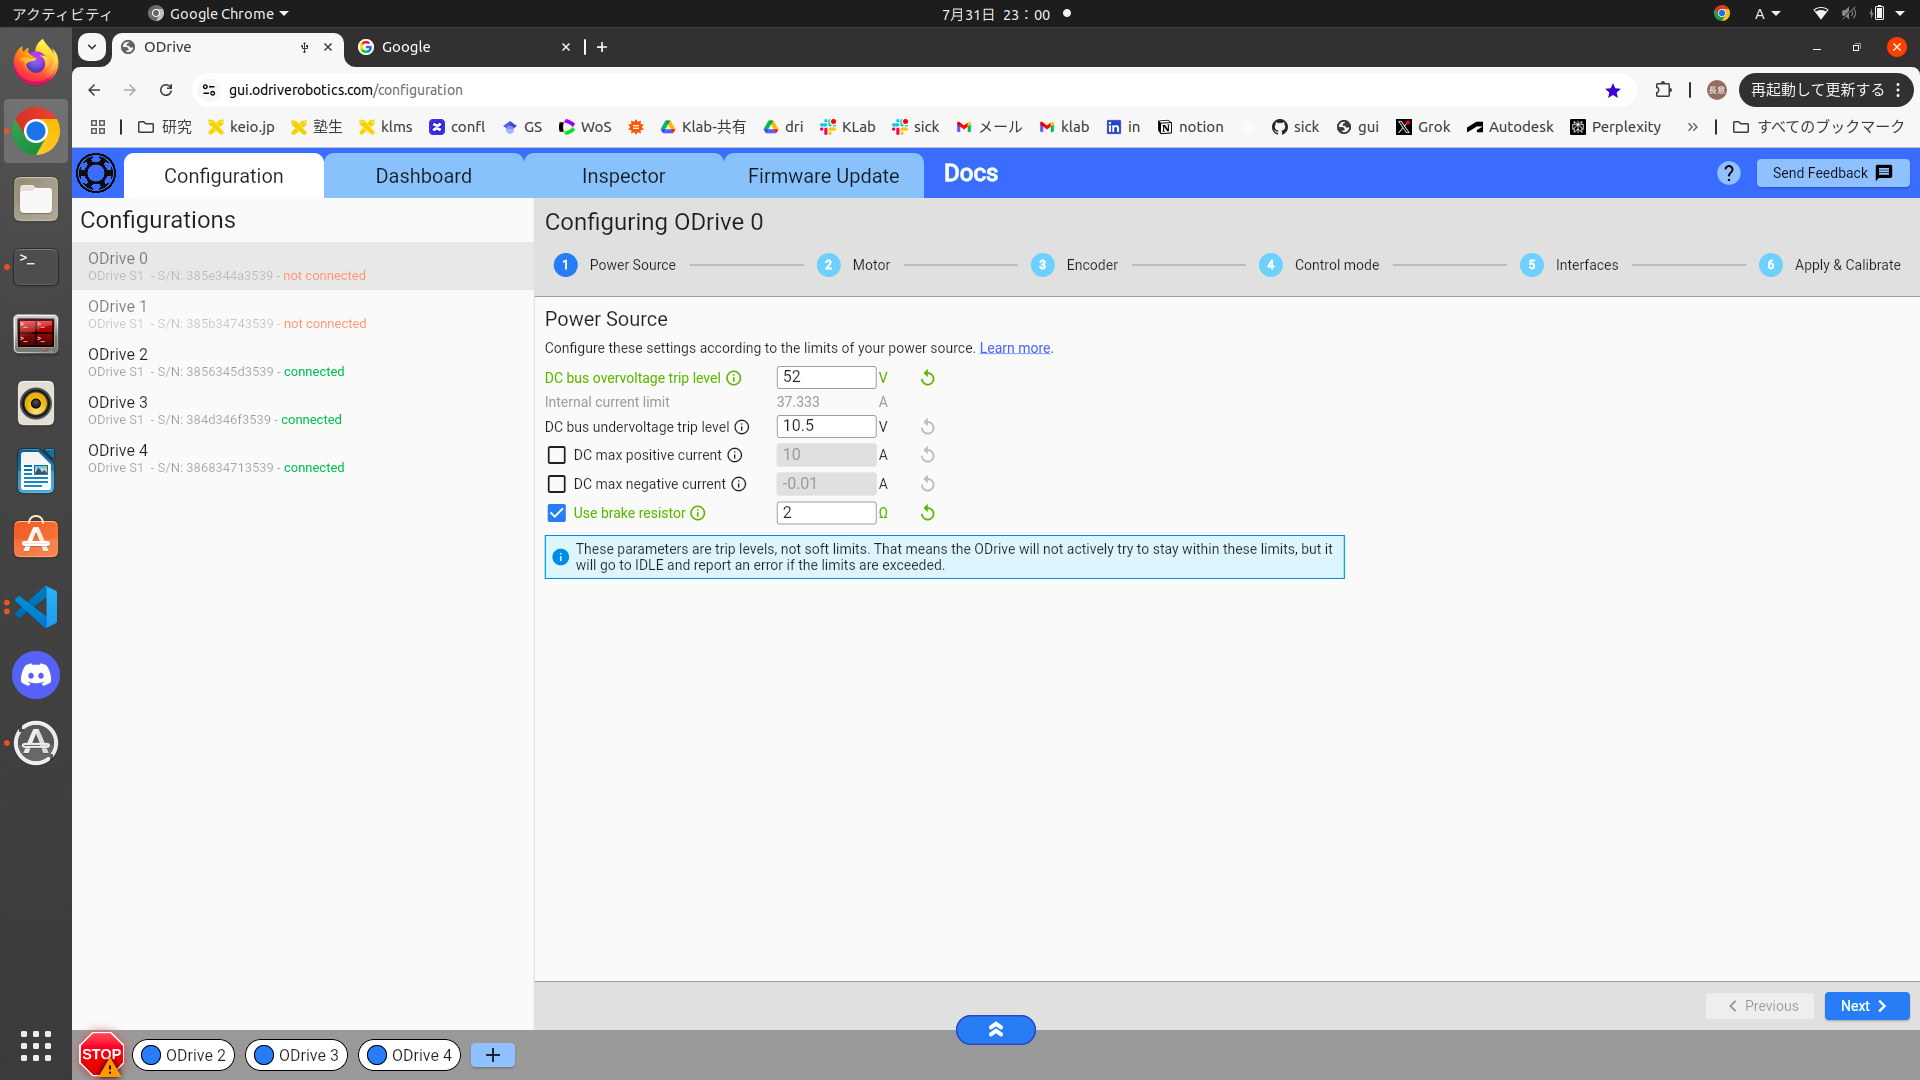 アクティビティ
Google Chrome
7月31日 23：00
A
ODrive
Google
gui.odriverobotics.com/configuration
長意
再起動して更新する
研究
keio.jp
塾生
klms
confl
GS
WoS
Klab-共有
dri
KLab
sick
メール
klab
in
notion
sick
gui
Grok
Autodesk
Perplexity
すべてのブックマーク
Configuration
Dashboard
Inspector
Firmware Update
Docs
?
Send Feedback
Configurations
ODrive 0
ODrive S1 - S/N: 385e344a3539 - not connected
ODrive 1
ODrive S1 - S/N: 385b34743539 - not connected
ODrive 2
ODrive S1 - S/N: 3856345d3539 - connected
ODrive 3
ODrive S1 - S/N: 384d346f3539 - connected
ODrive 4
ODrive S1 - S/N: 386834713539 - connected
Configuring ODrive 0
1 Power Source
2 Motor
3 Encoder
4 Control mode
5 Interfaces
6 Apply & Calibrate
Power Source
Configure these settings according to the limits of your power source. Learn more.
DC bus overvoltage trip level 52 V
Internal current limit 37.333 A
DC bus undervoltage trip level 10.5 V
DC max positive current 10 A
DC max negative current -0.01 A
Use brake resistor 2 Ω
These parameters are trip levels, not soft limits. That means the ODrive will not actively try to stay within these limits, but it
will go to IDLE and report an error if the limits are exceeded.
Previous
Next
STOP
ODrive 2
ODrive 3
ODrive 4
+